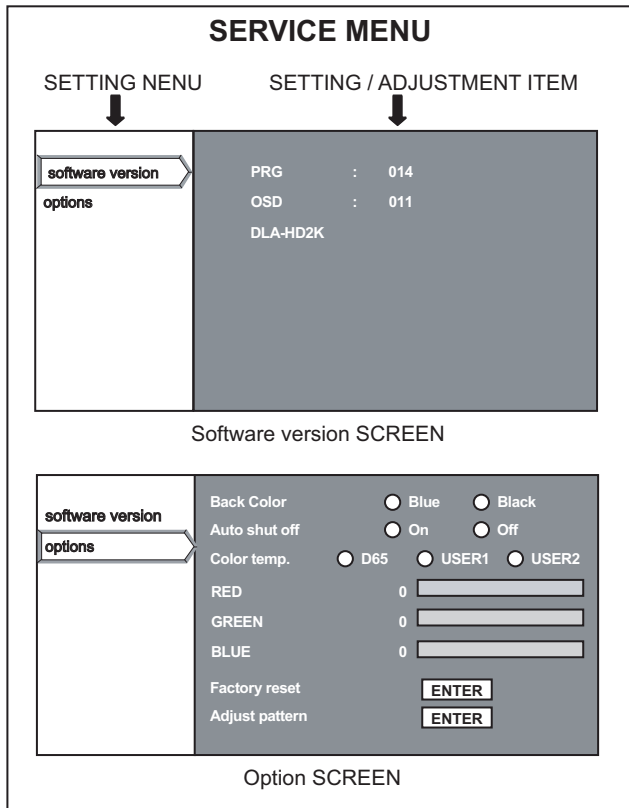 SERVICE MENU
SETTING NENU SETTING / ADJUSTMENT ITEM
software version
options
PRG : 014
OSD : 011
DLA-HD2K
Software version SCREEN
software version
options
Back Color Blue Black
Auto shut off On Off
Color temp. D65 USER1 USER2
RED 0
GREEN 0
BLUE 0
Factory reset ENTER
Adjust pattern ENTER
Option SCREEN